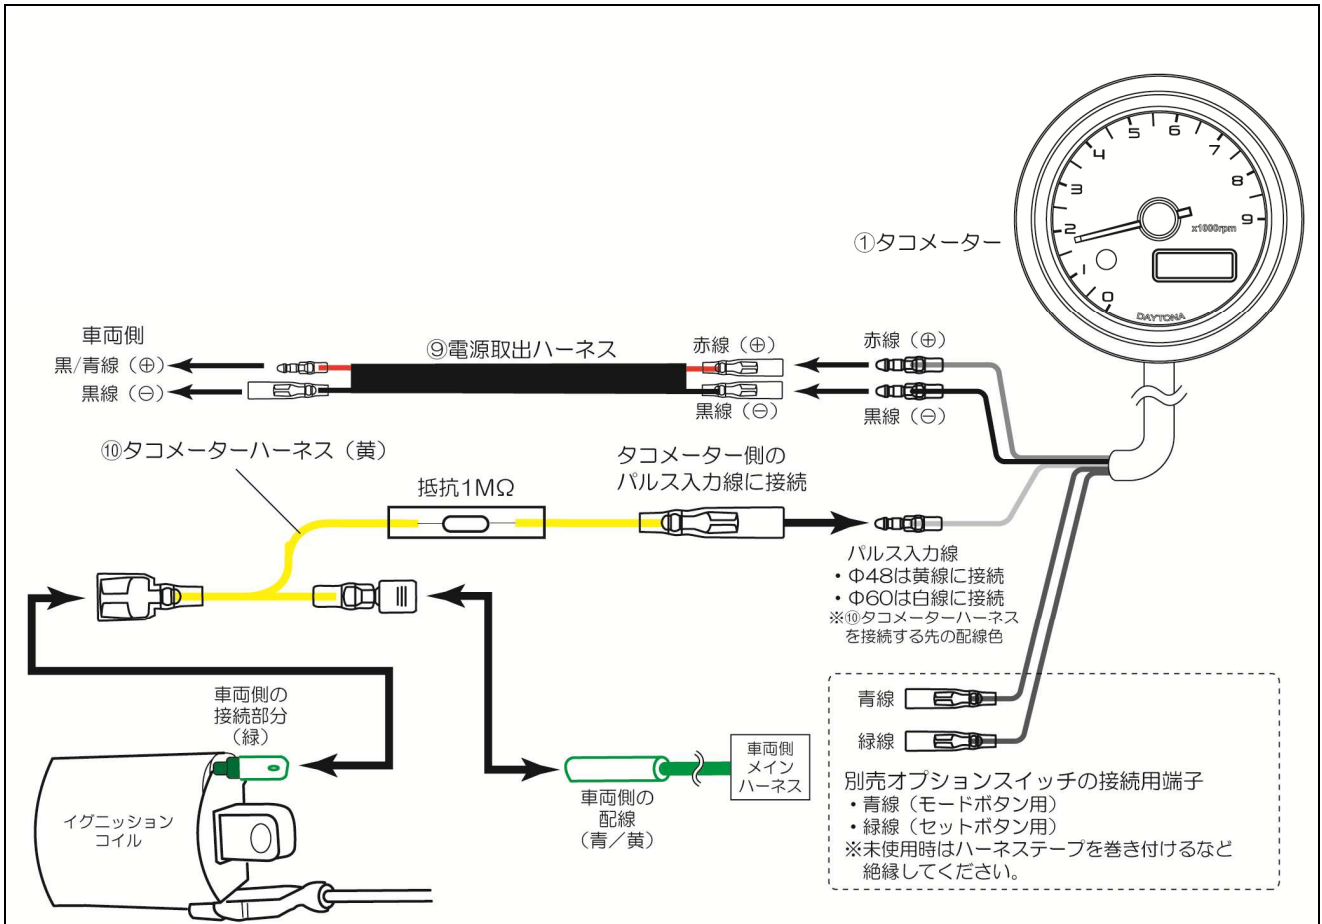 0
1
2
3
4
5
6
7
8
9
x1000rpm
DAYTONA
①タコメーター
車両側
黒/青線（⊕）
黒線（⊖）
⑨電源取出ハーネス
赤線（⊕）
黒線（⊖）
赤線（⊕）
黒線（⊖）
⑩タコメーターハーネス（黄）
抵抗1MΩ
タコメーター側の
パルス入力線に接続
パルス入力線
・Φ48は黄線に接続
・Φ60は白線に接続
※⑩タコメーターハーネス
を接続する先の配線色
車両側の
接続部分
（緑）
イグニッション
コイル
車両側の
配線
（青／黄）
車両側
メイン
ハーネス
青線
緑線
別売オプションスイッチの接続用端子
・青線（モードボタン用）
・緑線（セットボタン用）
※未使用時はハーネステープを巻き付けるなど
絶縁してください。